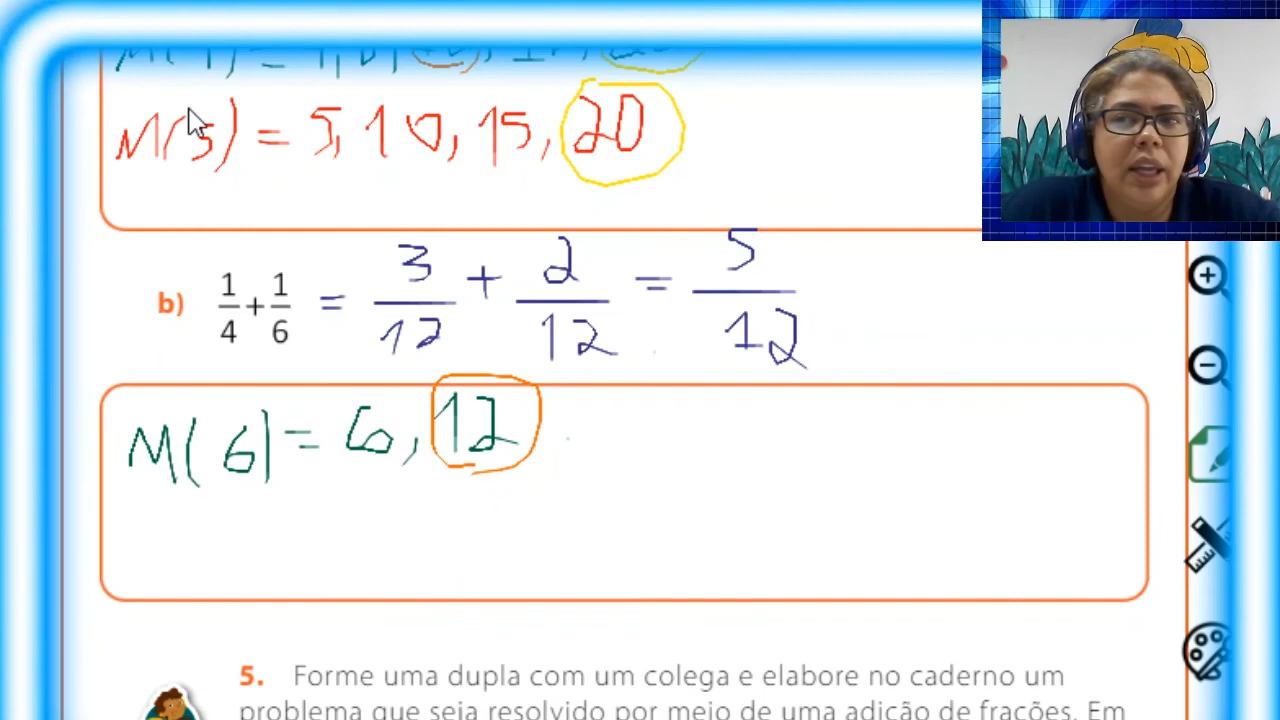 M(5) = 5, 10, 15, 20
b) 1/4 + 1/6 = 3/12 + 2/12 = 5/12
M(6) = 6, 12
5. Forme uma dupla com um colega e elabore no caderno um
problema que seja resolvido por meio de uma adição de frações. Em